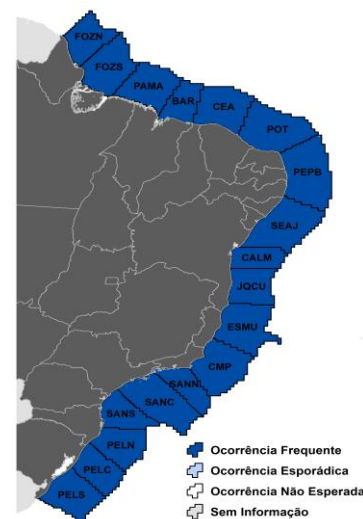 FOZN
FOZS
PAMA
BAR
CEA
POT
PEPB
SEAJ
CALM
JQCU
ESMU
CMP
SANN
SANC
SANS
PELN
PELC
PELS
Ocorrência Frequente
Ocorrência Esporádica
Ocorrência Não Esperada
Sem Informação